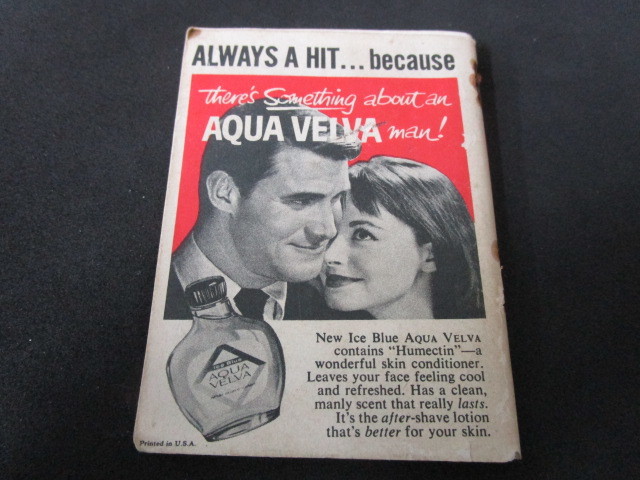 ALWAYS A HIT... because
there's Something about an
AQUA VELVA man!
New Ice Blue AQUA VELVA
contains "Humectin"—a
wonderful skin conditioner.
Leaves your face feeling cool
and refreshed. Has a clean,
manly scent that really lasts.
It's the after-shave lotion
that's better for your skin.
Ice Blue
AQUA
VELVA
Printed in U.S.A.